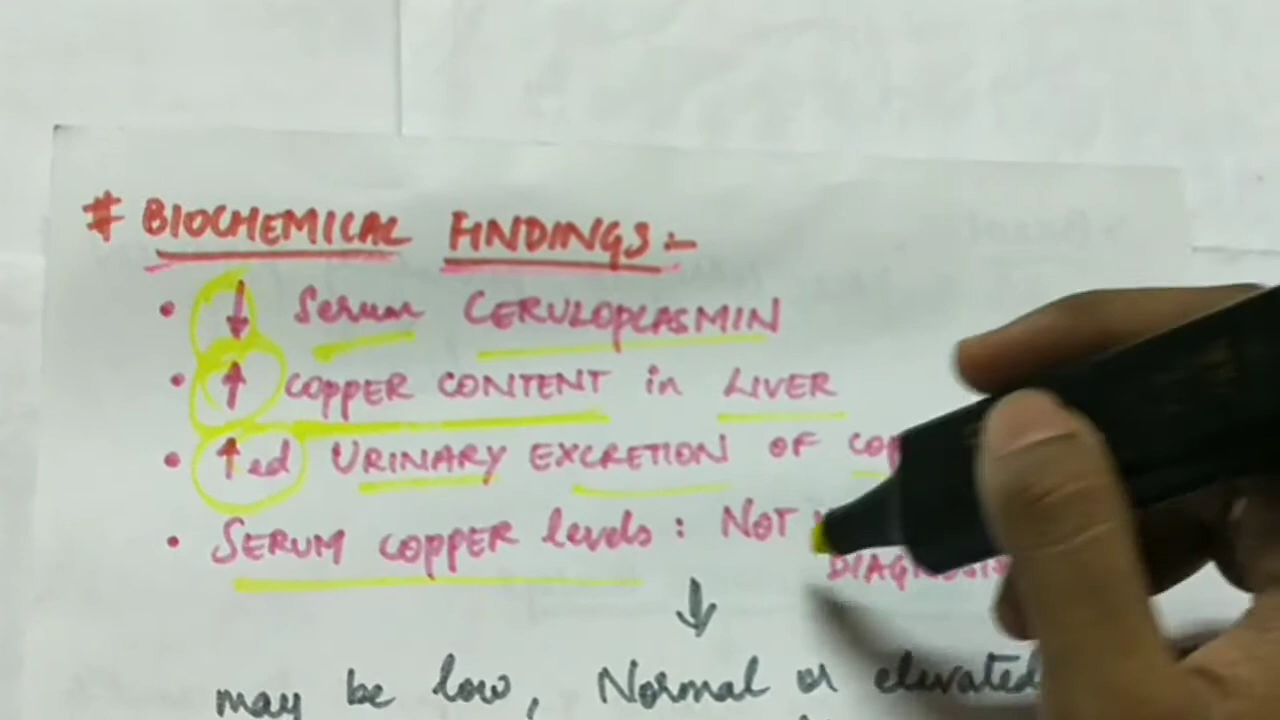 # BIOCHEMICAL FINDINGS:-
• ↓ Serum CERULOPLASMIN
• ↑ COPPER CONTENT in LIVER
• ↑ed URINARY EXCRETION OF
• SERUM COPPER levels : NOT
↓
may be low, Normal or elevated